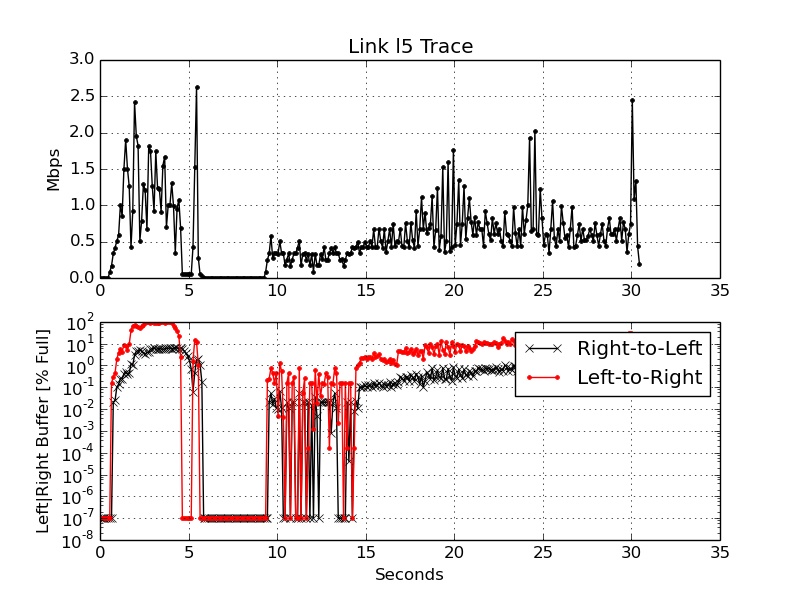 Link l5 Trace
3.0
2.5
2.0
1.5
1.0
0.5
0.0
Mbps
0 5 10 15 20 25 30 35
10^2
10^1
10^0
10^-1
10^-2
10^-3
10^-4
10^-5
10^-6
10^-7
10^-8
Left|Right Buffer [% Full]
Right-to-Left
Left-to-Right
0 5 10 15 20 25 30 35
Seconds